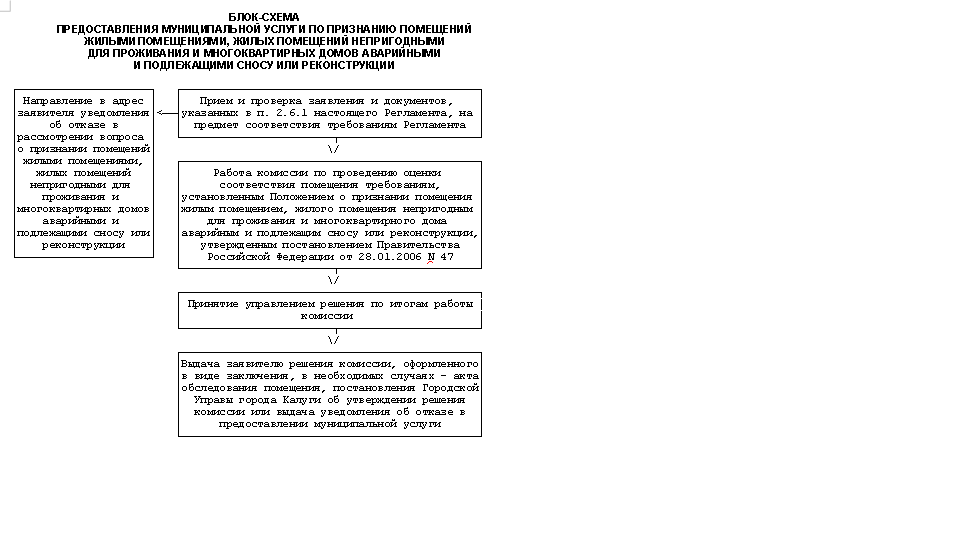 БЛОК-СХЕМА
ПРЕДОСТАВЛЕНИЯ МУНИЦИПАЛЬНОЙ УСЛУГИ ПО ПРИЗНАНИЮ ПОМЕЩЕНИЙ
ЖИЛЫМИ ПОМЕЩЕНИЯМИ, ЖИЛЫХ ПОМЕЩЕНИЙ НЕПРИГОДНЫМИ
ДЛЯ ПРОЖИВАНИЯ И МНОГОКВАРТИРНЫХ ДОМОВ АВАРИЙНЫМИ
И ПОДЛЕЖАЩИМИ СНОСУ ИЛИ РЕКОНСТРУКЦИИ
Направление в адрес
заявителя уведомления
об отказе в
рассмотрении вопроса
о признании помещений
жилыми помещениями,
жилых помещений
непригодными для
проживания и
многоквартирных домов
аварийными и
подлежащими сносу или
реконструкции
Прием и проверка заявления и документов,
указанных в п. 2.6.1 настоящего Регламента, на
предмет соответствия требованиям Регламента
Работа комиссии по проведению оценки
соответствия помещения требованиям,
установленным Положением о признании помещения
жилым помещением, жилого помещения непригодным
для проживания и многоквартирного дома
аварийным и подлежащим сносу или реконструкции,
утвержденным постановлением Правительства
Российской Федерации от 28.01.2006 N 47
Принятие управлением решения по итогам работы
комиссии
Выдача заявителю решения комиссии, оформленного
в виде заключения, в необходимых случаях - акта
обследования помещения, постановления Городской
Управы города Калуги об утверждении решения
комиссии или выдача уведомления об отказе в
предоставлении муниципальной услуги